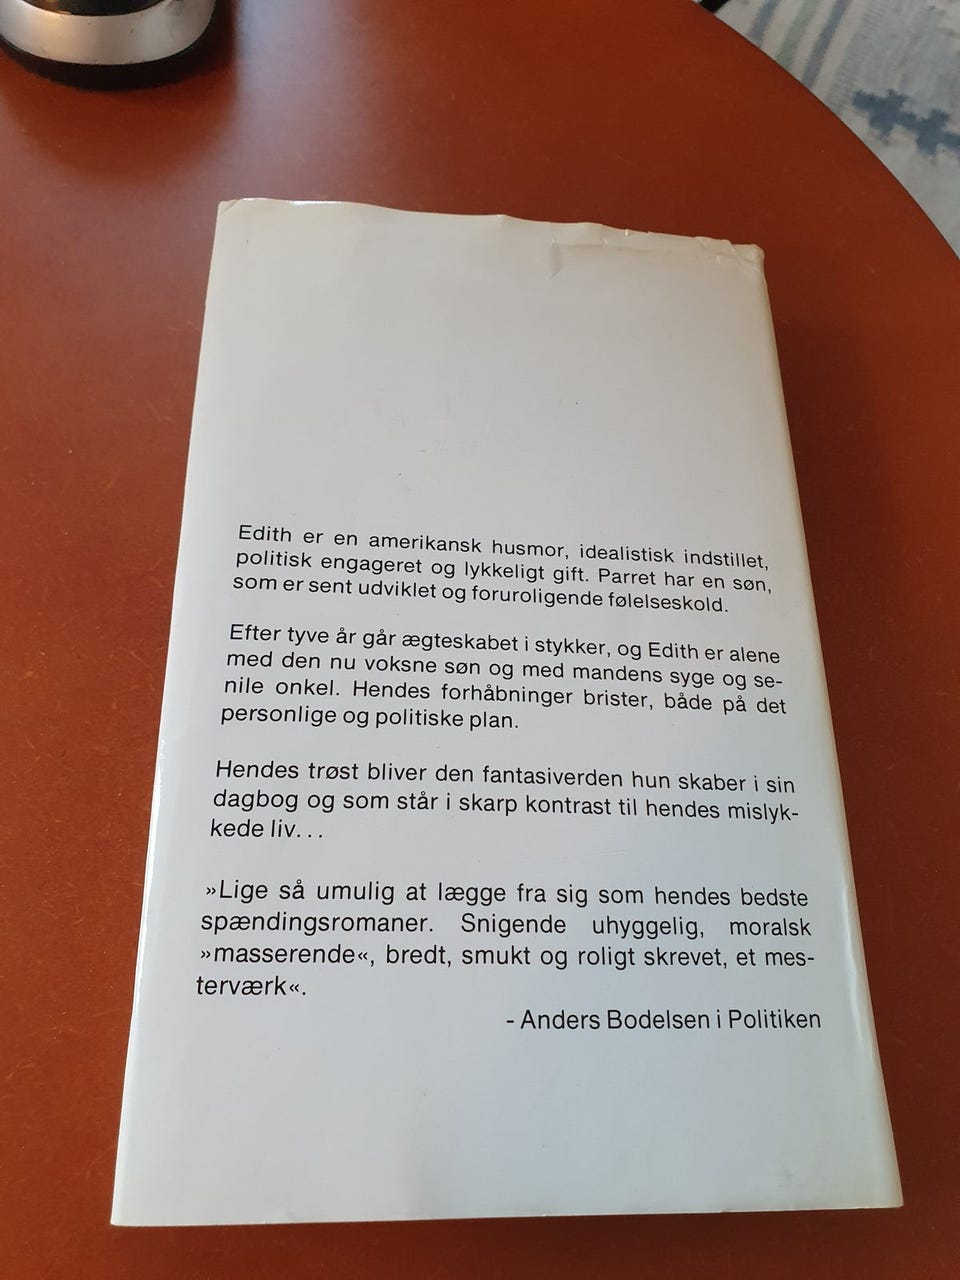 Edith er en amerikansk husmor, idealistisk indstillet,
politisk engageret og lykkeligt gift. Parret har en søn,
som er sent udviklet og foruroligende følelseskold.
Efter tyve år går ægteskabet i stykker, og Edith er alene
med den nu voksne søn og med mandens syge og se-
nile onkel. Hendes forhåbninger brister, både på det
personlige og politiske plan.
Hendes trøst bliver den fantasiverden hun skaber i sin
dagbog og som står i skarp kontrast til hendes mislyk-
kede liv...
»Lige så umulig at lægge fra sig som hendes bedste
spændingsromaner. Snigende uhyggelig, moralsk
»masserende«, bredt, smukt og roligt skrevet, et mes-
terværk«.
- Anders Bodelsen i Politiken